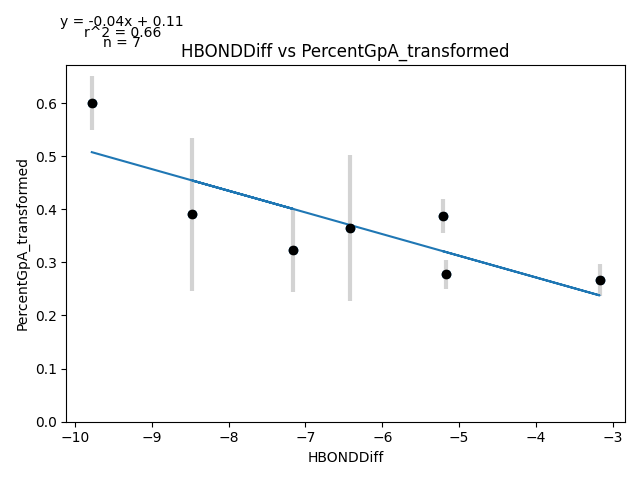 y = -0.04x + 0.11
r^2 = 0.66
n = 7
HBONDDiff vs PercentGpA_transformed
PercentGpA_transformed
0.6
0.5
0.4
0.3
0.2
0.1
0.0
−10
−9
−8
−7
−6
−5
−4
−3
HBONDDiff